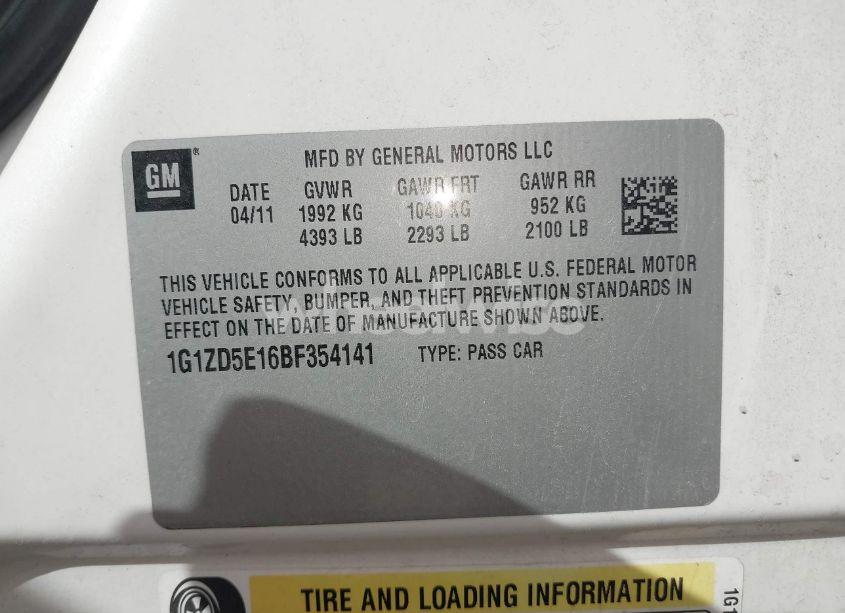 GM ®
MFD BY GENERAL MOTORS LLC
DATE GVWR GAWR FRT GAWR RR
04/11 1992 KG 1040 KG 952 KG
4393 LB 2293 LB 2100 LB
THIS VEHICLE CONFORMS TO ALL APPLICABLE U.S. FEDERAL MOTOR
VEHICLE SAFETY, BUMPER, AND THEFT PREVENTION STANDARDS IN
EFFECT ON THE DATE OF MANUFACTURE SHOWN ABOVE.
1G1ZD5E16BF354141 TYPE: PASS CAR
TIRE AND LOADING INFORMATION